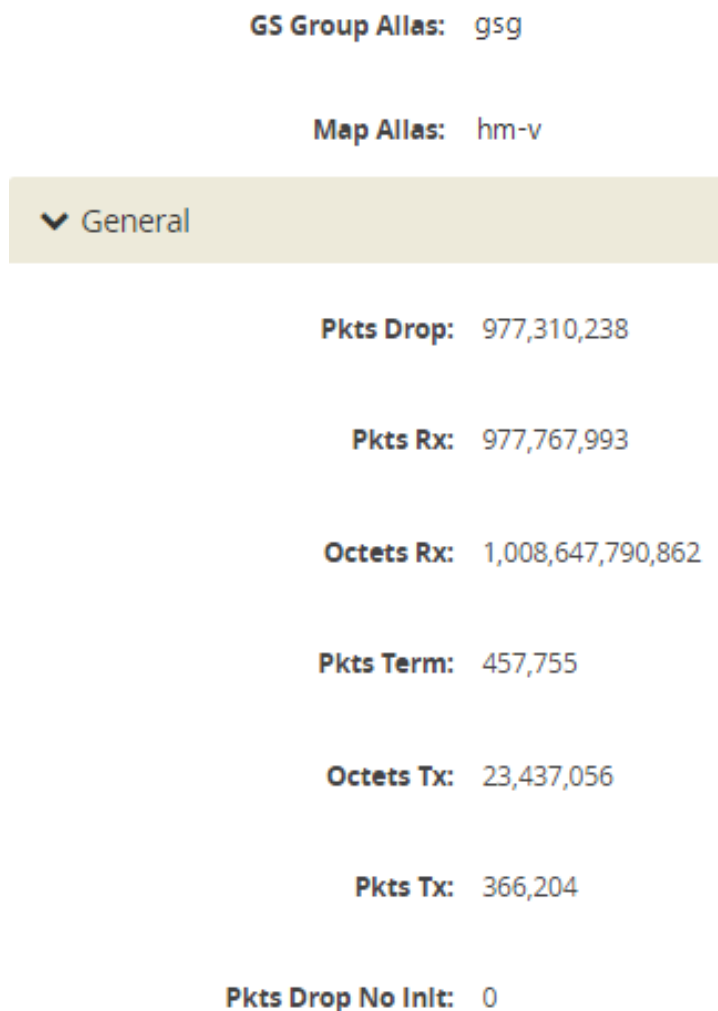 GS Group Alias: gsg
Map Alias: hm-v
General
Pkts Drop: 977,310,238
Pkts Rx: 977,767,993
Octets Rx: 1,008,647,790,862
Pkts Term: 457,755
Octets Tx: 23,437,056
Pkts Tx: 366,204
Pkts Drop No Init: 0